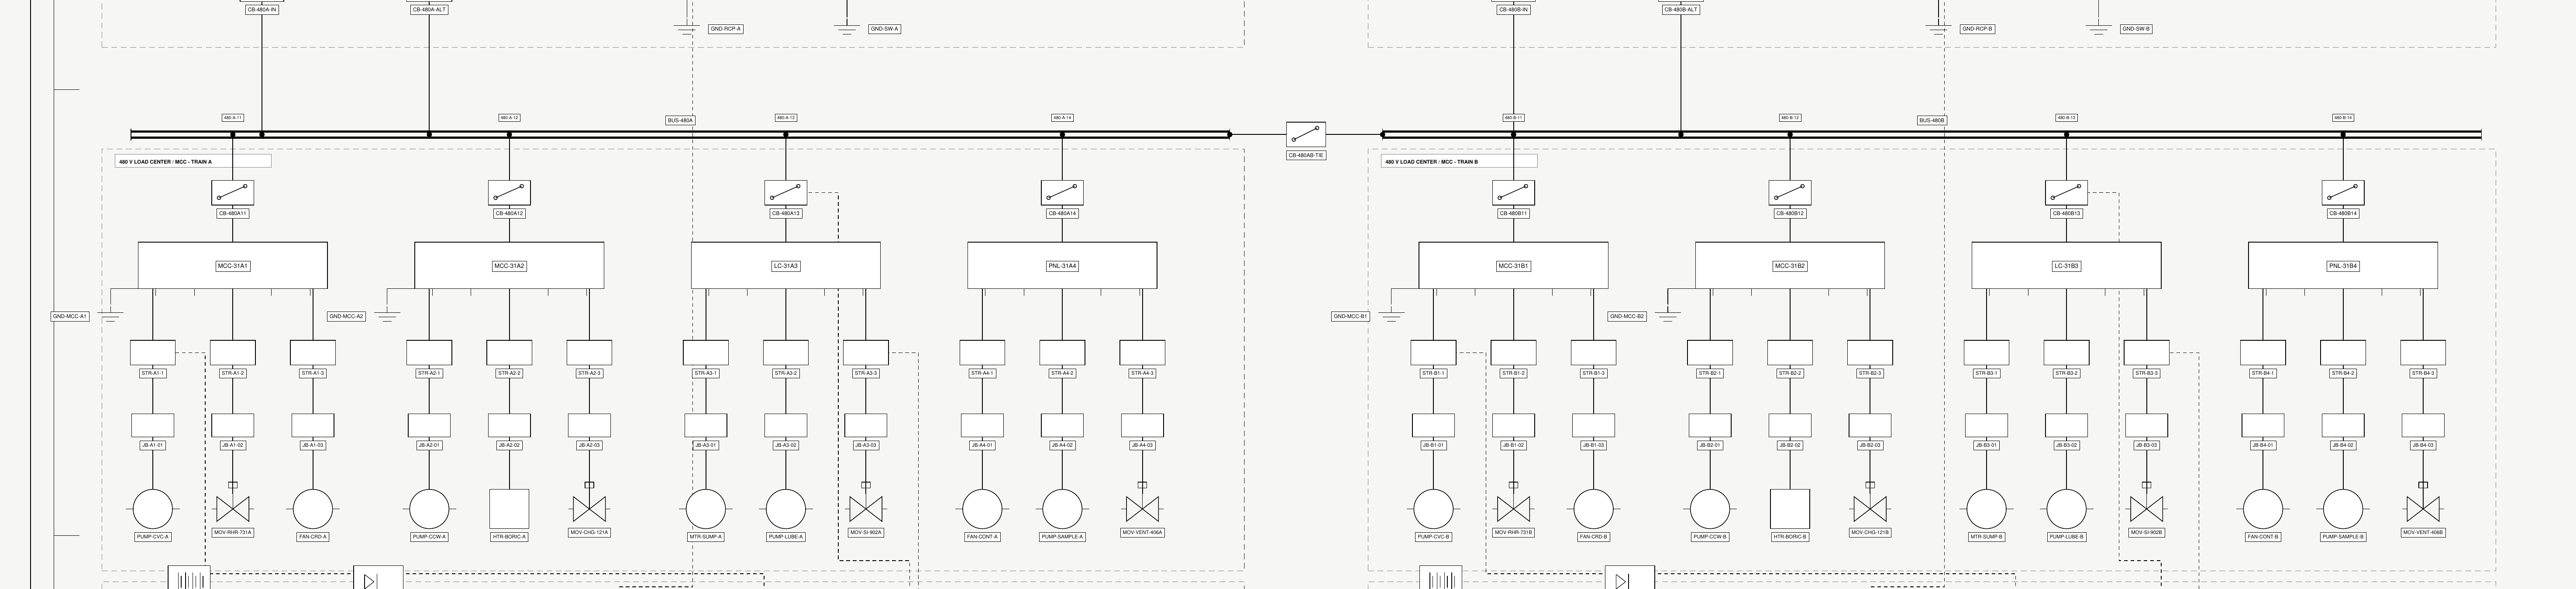 CB-480A-IN
CB-480A-ALT
CB-480B-IN
CB-480B-ALT
GND-RCP-A
GND-SW-A
GND-RCP-B
GND-SW-B
480-A-11
480-A-12
BUS-480A
480-A-13
480-A-14
480-B-11
480-B-12
BUS-480B
480-B-13
480-B-14
CB-480AB-TIE
480 V LOAD CENTER / MCC - TRAIN A
480 V LOAD CENTER / MCC - TRAIN B
CB-480A11
CB-480A12
CB-480A13
CB-480A14
CB-480B11
CB-480B12
CB-480B13
CB-480B14
MCC-31A1
MCC-31A2
LC-31A3
PNL-31A4
MCC-31B1
MCC-31B2
LC-31B3
PNL-31B4
GND-MCC-A1
GND-MCC-A2
GND-MCC-B1
GND-MCC-B2
STR-A1-1
STR-A1-2
STR-A1-3
STR-A2-1
STR-A2-2
STR-A2-3
STR-A3-1
STR-A3-2
STR-A3-3
STR-A4-1
STR-A4-2
STR-A4-3
STR-B1-1
STR-B1-2
STR-B1-3
STR-B2-1
STR-B2-2
STR-B2-3
STR-B3-1
STR-B3-2
STR-B3-3
STR-B4-1
STR-B4-2
STR-B4-3
JB-A1-01
JB-A1-02
JB-A1-03
JB-A2-01
JB-A2-02
JB-A2-03
JB-A3-01
JB-A3-02
JB-A3-03
JB-A4-01
JB-A4-02
JB-A4-03
JB-B1-01
JB-B1-02
JB-B1-03
JB-B2-01
JB-B2-02
JB-B2-03
JB-B3-01
JB-B3-02
JB-B3-03
JB-B4-01
JB-B4-02
JB-B4-03
PUMP-CVC-A
MOV-RHR-731A
FAN-CRD-A
PUMP-CCW-A
HTR-BORIC-A
MOV-CHG-121A
MTR-SUMP-A
PUMP-LUBE-A
MOV-SI-902A
FAN-CONT-A
PUMP-SAMPLE-A
MOV-VENT-406A
PUMP-CVC-B
MOV-RHR-731B
FAN-CRD-B
PUMP-CCW-B
HTR-BORIC-B
MOV-CHG-121B
MTR-SUMP-B
PUMP-LUBE-B
MOV-SI-902B
FAN-CONT-B
PUMP-SAMPLE-B
MOV-VENT-406B